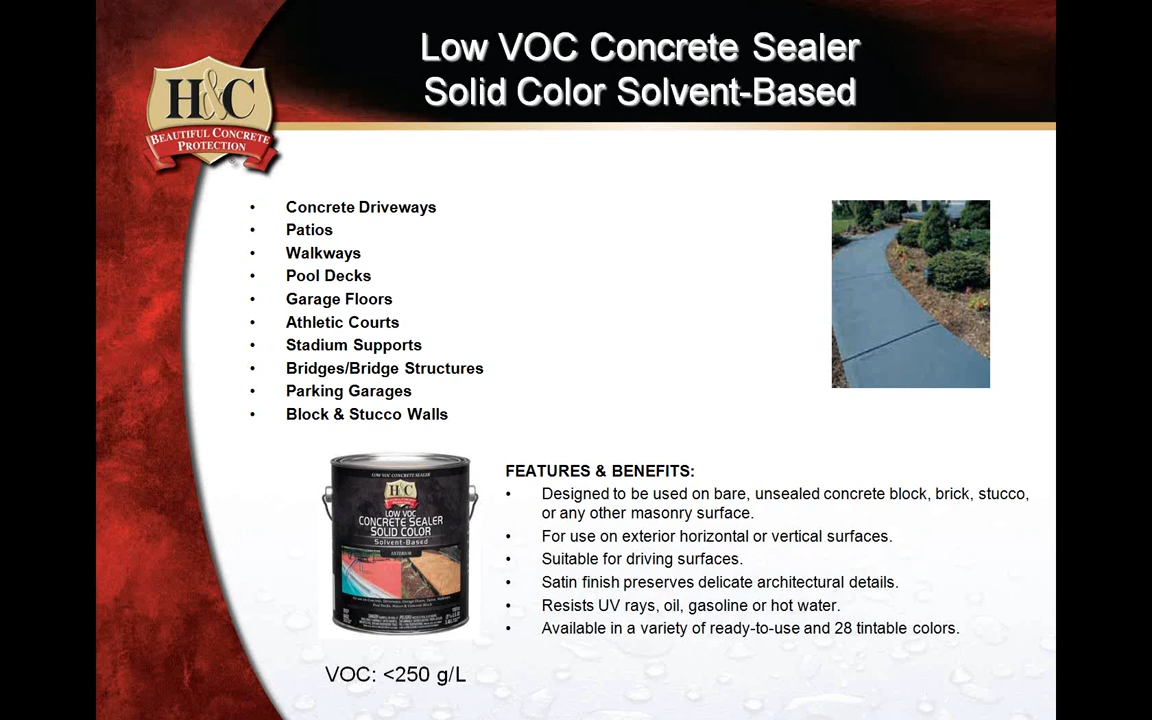 Low VOC Concrete Sealer
Solid Color Solvent-Based
H&C
BEAUTIFUL CONCRETE
PROTECTION
®
• Concrete Driveways
• Patios
• Walkways
• Pool Decks
• Garage Floors
• Athletic Courts
• Stadium Supports
• Bridges/Bridge Structures
• Parking Garages
• Block & Stucco Walls
LOW VOC CONCRETE SEALER
H&C
LOW VOC
CONCRETE SEALER
SOLID COLOR
Solvent-Based
EXTERIOR
VOC: <250 g/L
FEATURES & BENEFITS:
• Designed to be used on bare, unsealed concrete block, brick, stucco,
or any other masonry surface.
• For use on exterior horizontal or vertical surfaces.
• Suitable for driving surfaces.
• Satin finish preserves delicate architectural details.
• Resists UV rays, oil, gasoline or hot water.
• Available in a variety of ready-to-use and 28 tintable colors.